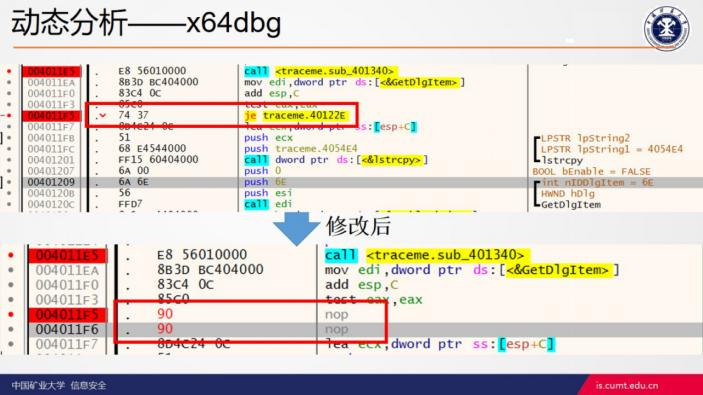 动态分析——x64dbg
004011E5 . E8 56010000 call <traceme.sub_401340>
004011EA . 8B3D BC404000 mov edi,dword ptr ds:[<&GetDlgItem>]
004011F0 . 83C4 0C add esp,C
004011F3 . 85C0 test eax,eax
004011F5 . 74 37 je traceme.40122E
004011F7 . 8D4C24 0C lea ecx,dword ptr ss:[esp+C]
004011FB . 51 push ecx LPSTR lpString2
004011FC . 68 E4544000 push traceme.4054E4 LPSTR lpString1 = 4054E4
00401201 . FF15 60404000 call dword ptr ds:[<&lstrcpy>] lstrcpy
00401207 . 6A 00 push 0 BOOL bEnable = FALSE
00401209 . 6A 6E push 6E int nIDDlgItem = 6E
0040120B . 56 push esi HWND hDlg
0040120C . FFD7 call edi GetDlgItem
修改后
004011E5 . E8 56010000 call <traceme.sub_401340>
004011EA . 8B3D BC404000 mov edi,dword ptr ds:[<&GetDlgItem>]
004011F0 . 83C4 0C add esp,C
004011F3 . 85C0 test eax,eax
004011F5 . 90 nop
004011F6 . 90 nop
004011F7 . 8D4C24 0C lea ecx,dword ptr ss:[esp+C]
中国矿业大学 信息安全
is.cumt.edu.cn